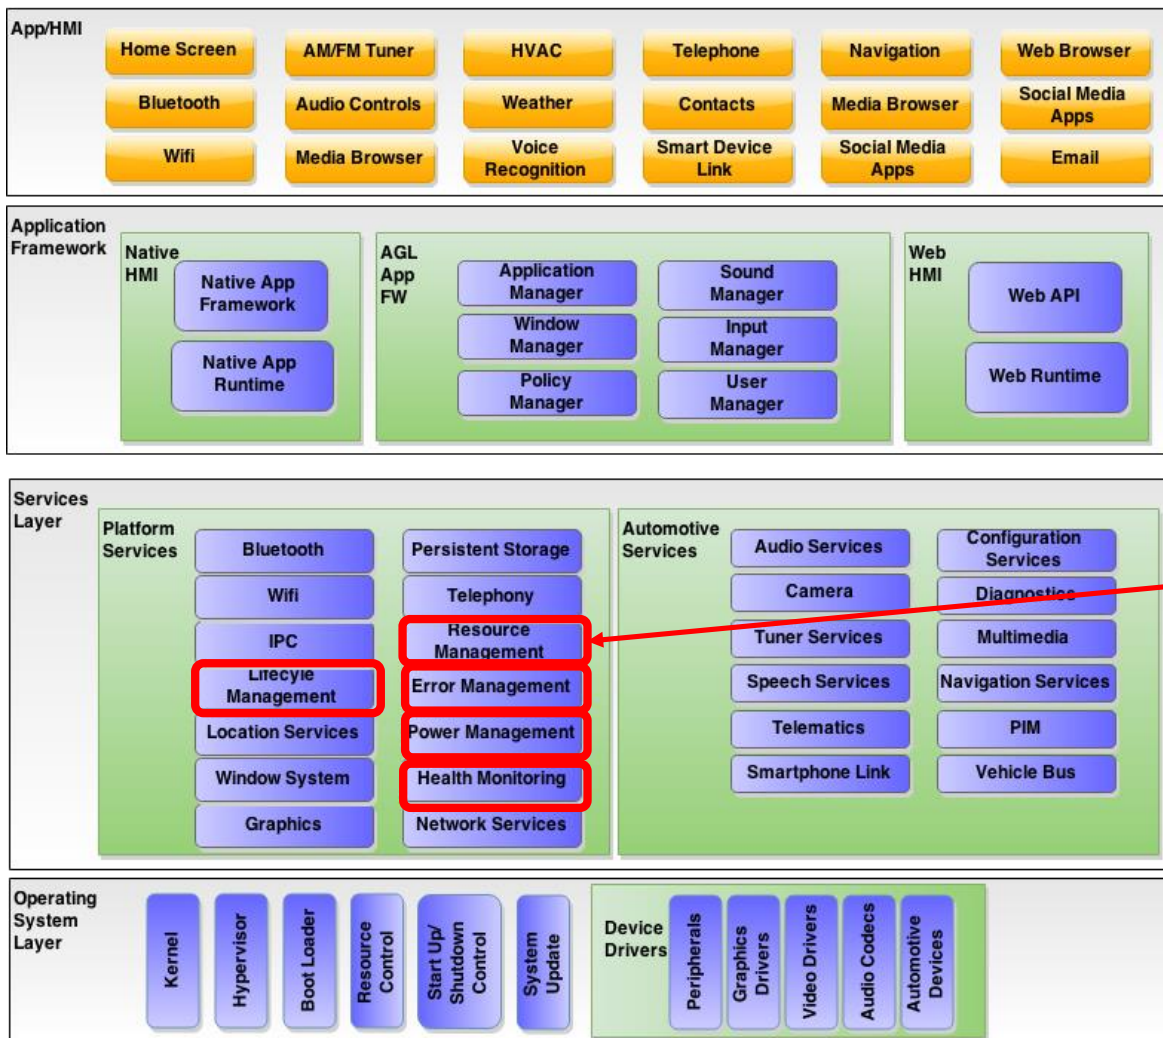 App/HMI
Home Screen
AM/FM Tuner
HVAC
Telephone
Navigation
Web Browser
Bluetooth
Audio Controls
Weather
Contacts
Media Browser
Social Media
Apps
Wifi
Media Browser
Voice
Recognition
Smart Device
Link
Social Media
Apps
Email
Application
Framework
Native
HMI
Native App
Framework
Native App
Runtime
AGL
App
FW
Application
Manager
Sound
Manager
Window
Manager
Input
Manager
Policy
Manager
User
Manager
Web
HMI
Web API
Web Runtime
Services
Layer
Platform
Services
Bluetooth
Persistent Storage
Wifi
Telephony
IPC
Resource
Management
Lifecyle
Management
Error Management
Location Services
Power Management
Window System
Health Monitoring
Graphics
Network Services
Automotive
Services
Audio Services
Configuration
Services
Camera
Diagnostics
Tuner Services
Multimedia
Speech Services
Navigation Services
Telematics
PIM
Smartphone Link
Vehicle Bus
Operating
System
Layer
Kernel
Hypervisor
Boot Loader
Resource
Control
Start Up/
Shutdown
Control
System
Update
Device
Drivers
Peripherals
Graphics
Drivers
Video Drivers
Audio Codecs
Automotive
Devices